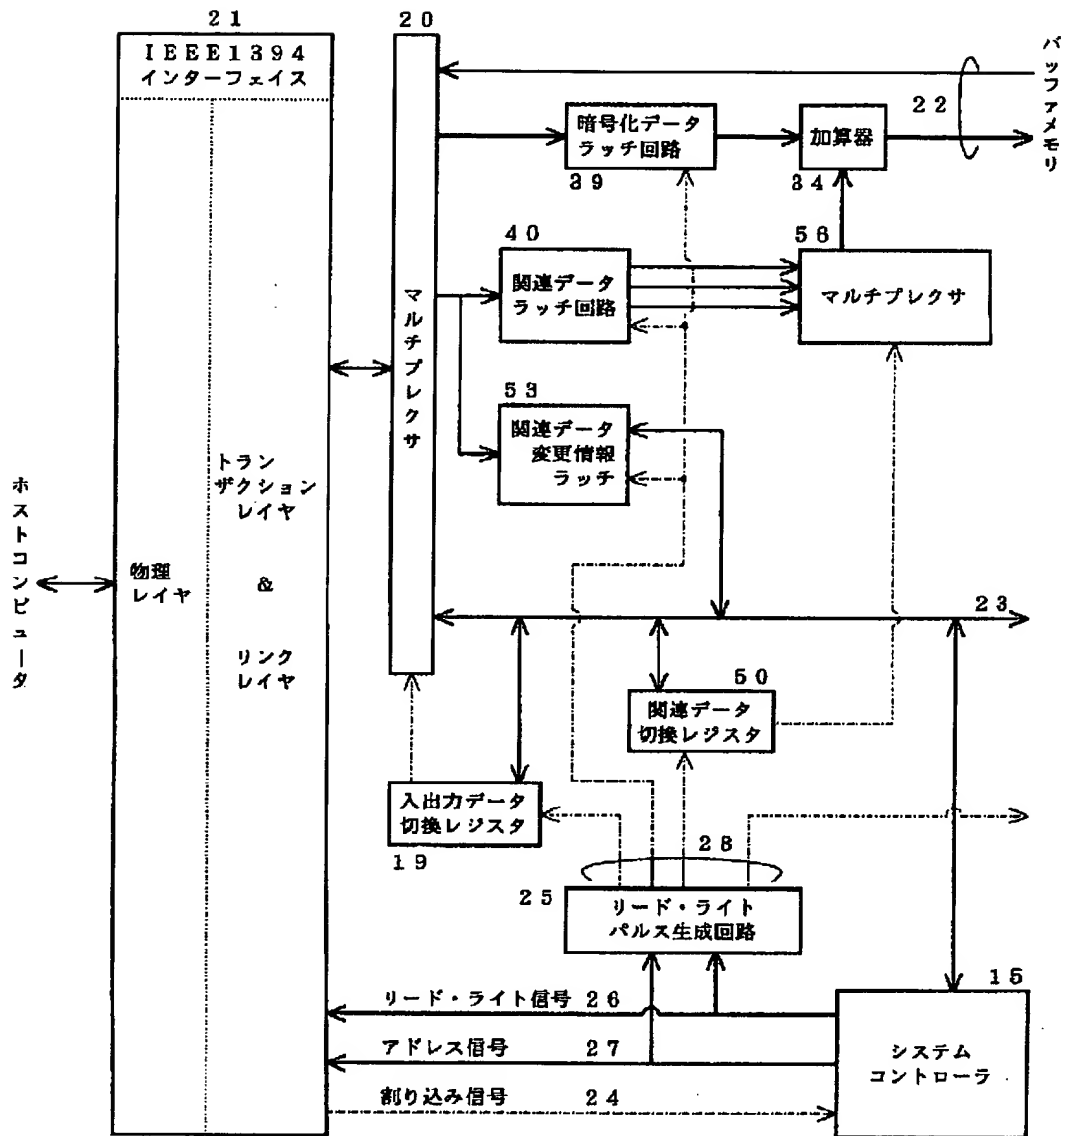 21
IEEE1394
インターフェイス
20
バッファメモリ
22
暗号化データ
ラッチ回路
39
加算器
34
40
関連データ
ラッチ回路
56
マルチプレクサ
マルチプレクサ
53
関連データ
変更情報
ラッチ
ホストコンピュータ
物理
レイヤ
トラン
ザクション
レイヤ
&
リンク
レイヤ
23
50
関連データ
切換レジスタ
入出力データ
切換レジスタ
19
28
25
リード・ライト
パルス生成回路
15
リード・ライト信号 26
アドレス信号 27
割り込み信号 24
システム
コントローラ